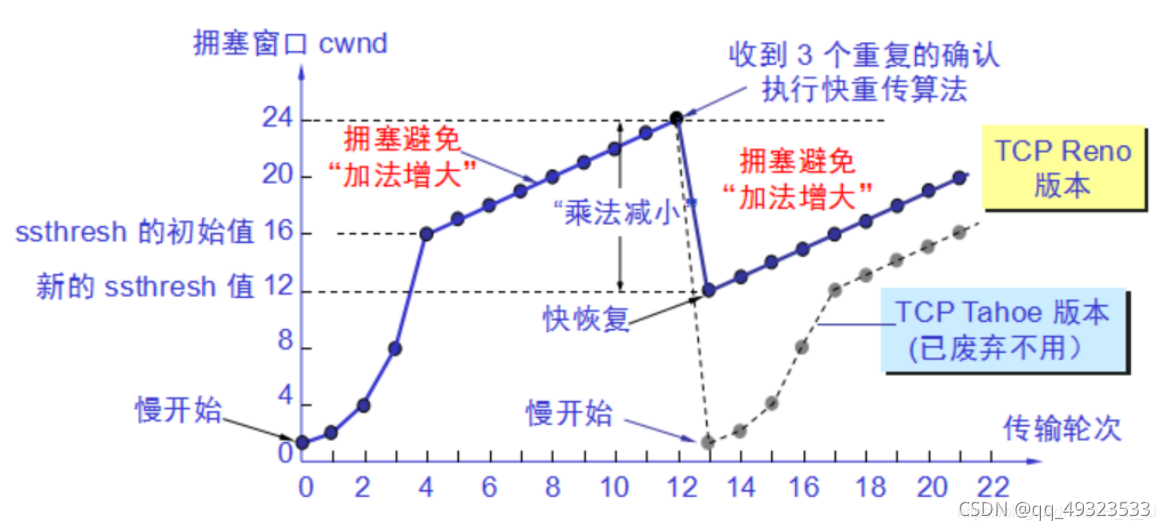 拥塞窗口 cwnd
收到 3 个重复的确认
执行快重传算法
24
拥塞避免
“加法增大”
拥塞避免
“加法增大”
TCP Reno
版本
20
“乘法减小”
ssthresh 的初始值 16
新的 ssthresh 值 12
快恢复
TCP Tahoe 版本
(已废弃不用）
8
4
慢开始
慢开始
传输轮次
0
0 2 4 6 8 10 12 14 16 18 20 22
CSDN @qq_49323533